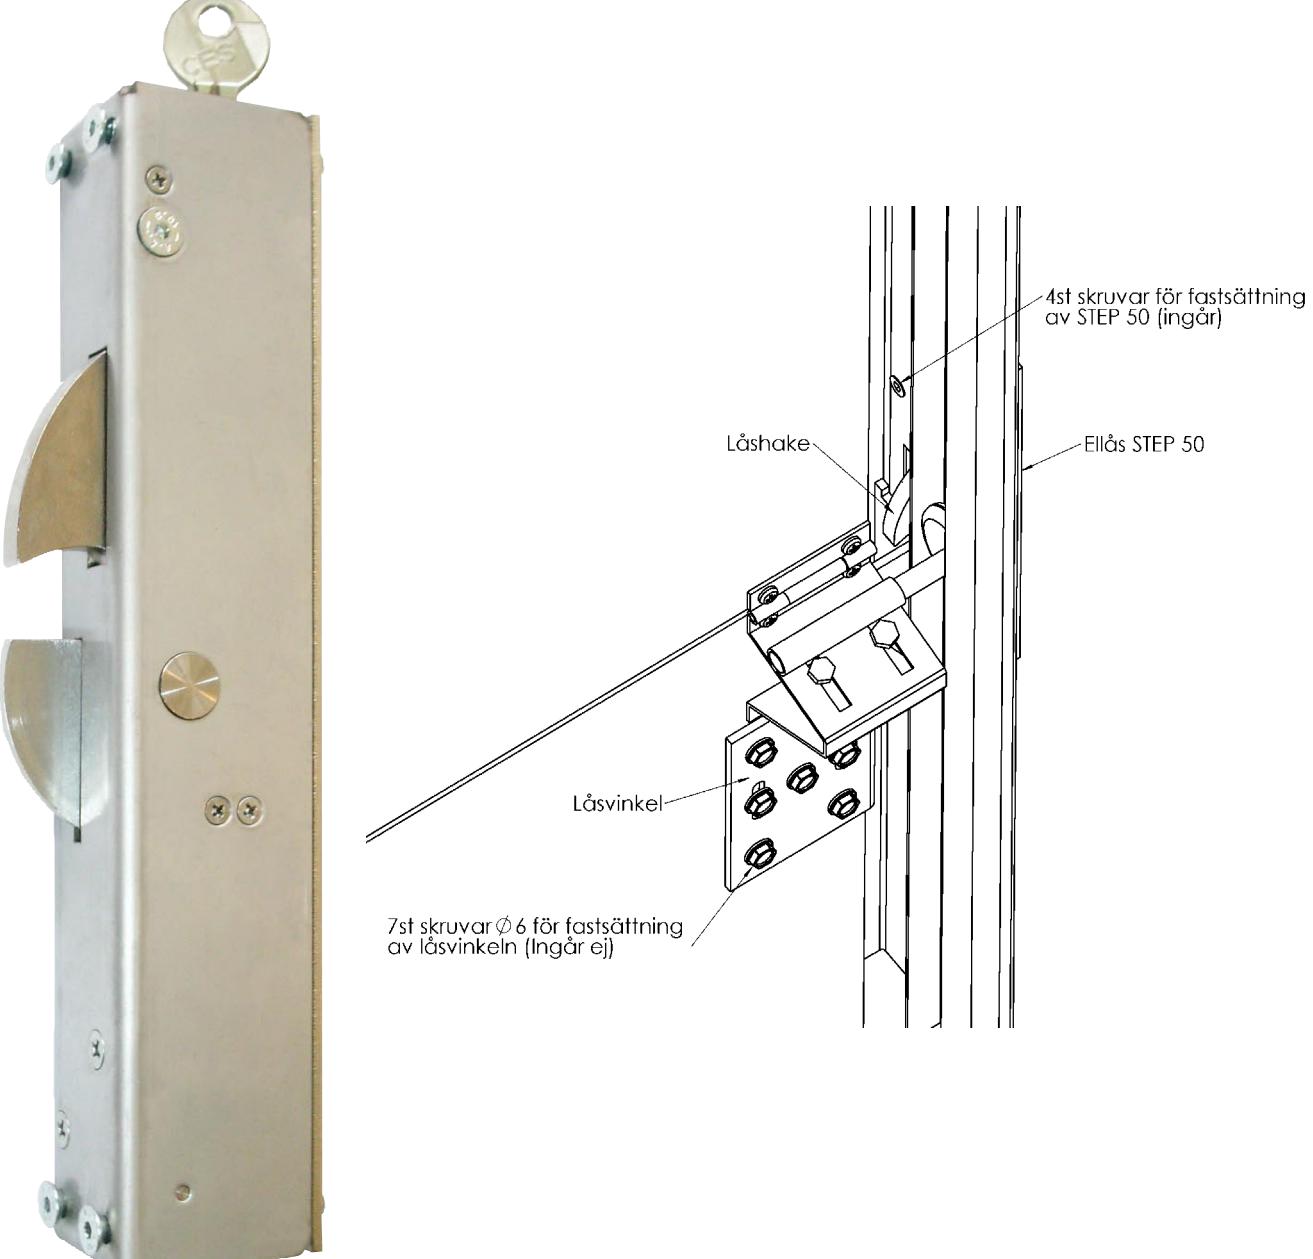 CES
4st skruvar för fastsättning
av STEP 50 (ingår)
Låshake
Ellås STEP 50
Låsvinkel
7st skruvar ∅6 för fastsättning
av låsvinkeln (Ingår ej)